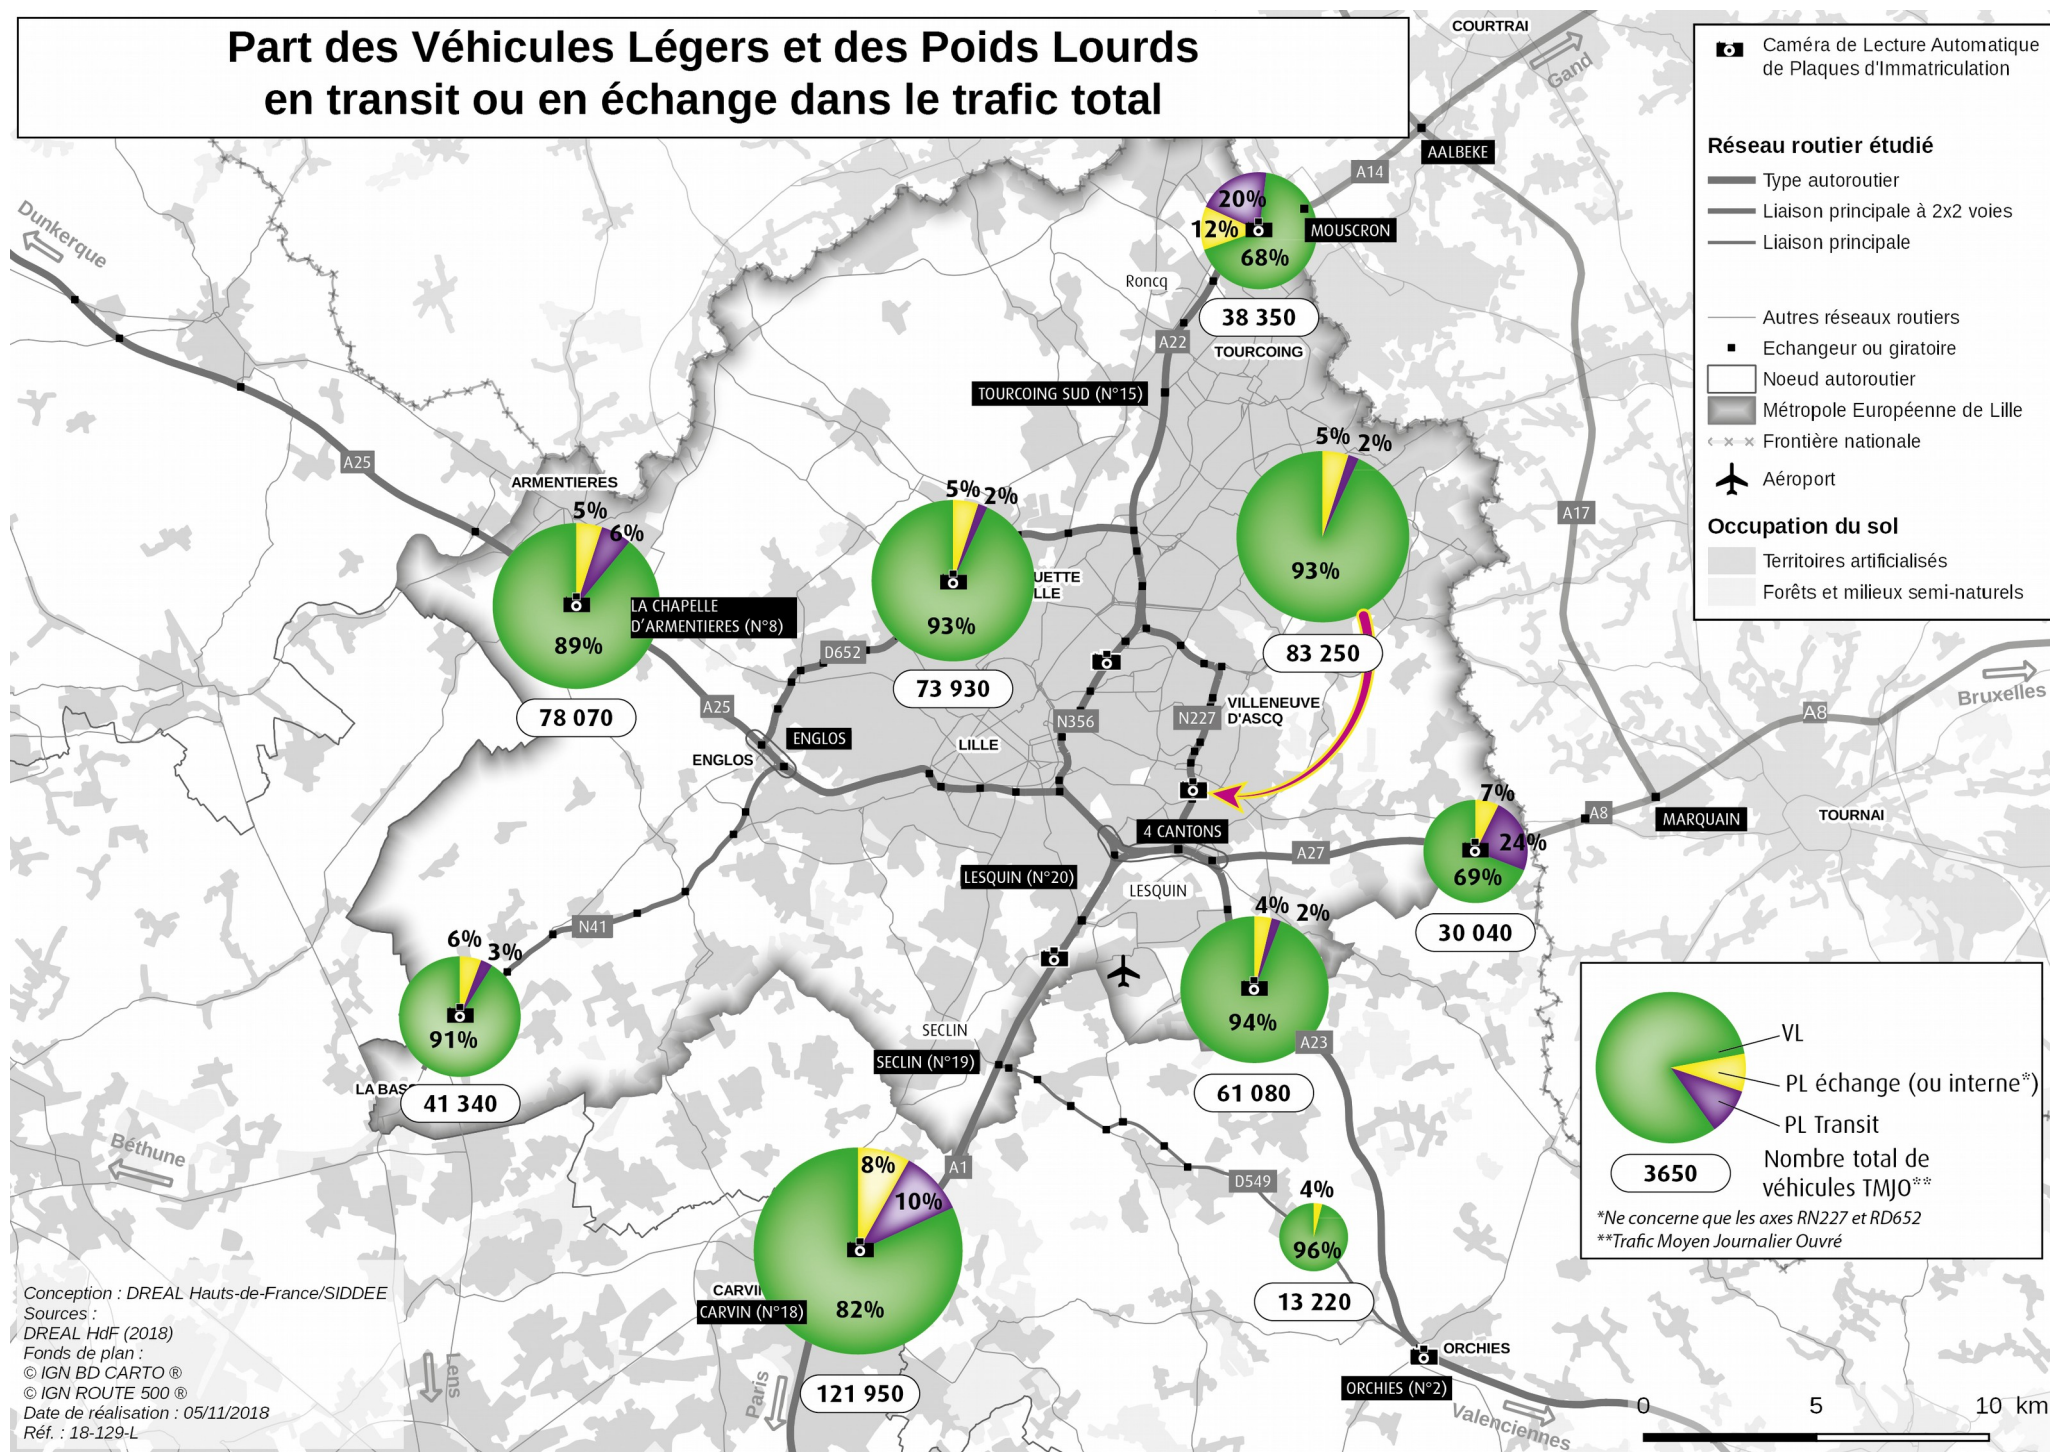 Part des Véhicules Légers et des Poids Lourds
en transit ou en échange dans le trafic total
COURTRAI
Gand
Caméra de Lecture Automatique
de Plaques d'Immatriculation
Réseau routier étudié
Type autoroutier
Liaison principale à 2x2 voies
Liaison principale
Autres réseaux routiers
Echangeur ou giratoire
Noeud autoroutier
Métropole Européenne de Lille
Frontière nationale
Aéroport
Occupation du sol
Territoires artificialisés
Forêts et milieux semi-naturels
AALBEKE
A14
20%
12%
68%
MOUSCRON
38 350
Dunkerque
Roncq
A22
TOURCOING
TOURCOING SUD (N°15)
A25
ARMENTIERES
5%
6%
89%
LA CHAPELLE
D'ARMENTIERES (N°8)
78 070
5%
2%
93%
UETTE
LLE
73 930
5%
2%
93%
83 250
A17
D652
A25
ENGLOS
ENGLOS
LILLE
N356
N227
VILLENEUVE
D'ASCQ
Bruxelles
A8
A8
MARQUAIN
TOURNAI
4 CANTONS
A27
7%
24%
69%
30 040
LESQUIN (N°20)
LESQUIN
N41
6%
3%
91%
LA BASS
41 340
4%
2%
94%
A23
61 080
SECLIN
SECLIN (N°19)
Béthune
A1
8%
10%
82%
CARVIN
CARVIN (N°18)
121 950
D549
4%
96%
13 220
ORCHIES
ORCHIES (N°2)
Lens
Paris
Valenciennes
VL
PL échange (ou interne*)
PL Transit
3650
Nombre total de
véhicules TMJO**
*Ne concerne que les axes RN227 et RD652
**Trafic Moyen Journalier Ouvré
Conception : DREAL Hauts-de-France/SIDDEE
Sources :
DREAL HdF (2018)
Fonds de plan :
© IGN BD CARTO ®
© IGN ROUTE 500 ®
Date de réalisation : 05/11/2018
Réf. : 18-129-L
0 5 10 km